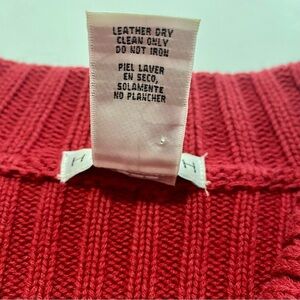 LEATHER DRY
CLEAN ONLY
DO NOT IRON
PIEL LAVER
EN SECO,
SOLAMENTE
NO PLANCHER
H H